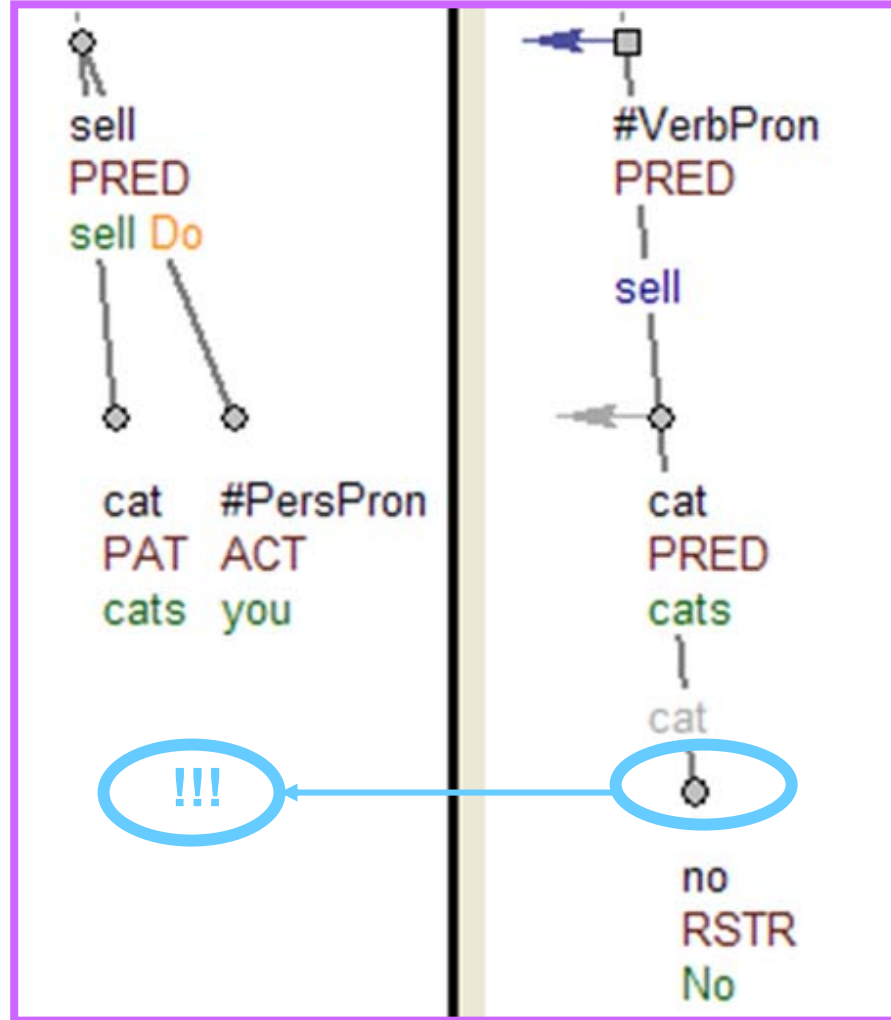 sell
PRED
sell Do
cat #PersPron
PAT ACT
cats you
!!!
#VerbPron
PRED
sell
cat
PRED
cats
cat
no
RSTR
No